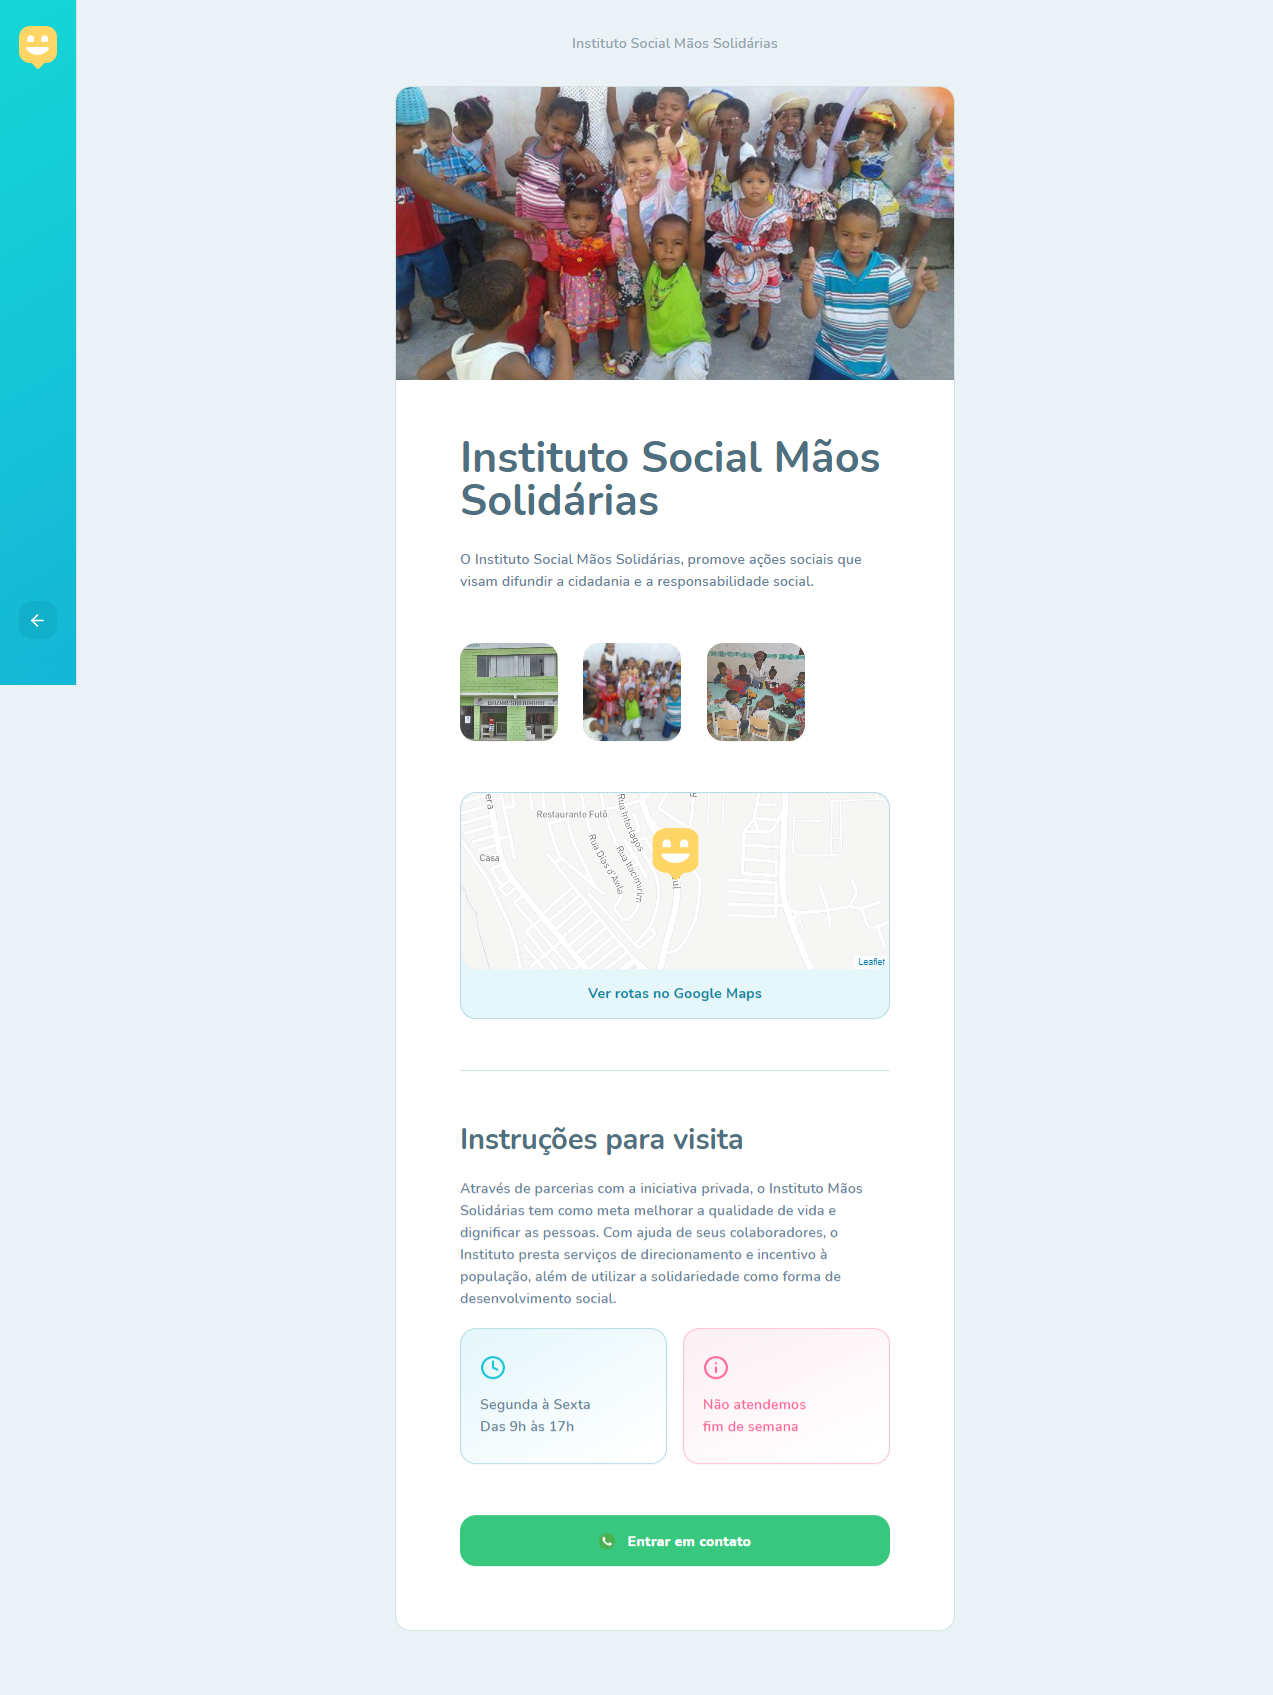 Instituto Social Mãos Solidárias
Instituto Social Mãos
Solidárias
O Instituto Social Mãos Solidárias, promove ações sociais que
visam difundir a cidadania e a responsabilidade social.
BAZAR SOLIDÁRIO
era
Restaurante Fulô
Rua Interlagos
Casa
Rua Dias d'Ávila
Rua Itacimirim
Leaflet
Ver rotas no Google Maps
Instruções para visita
Através de parcerias com a iniciativa privada, o Instituto Mãos
Solidárias tem como meta melhorar a qualidade de vida e
dignificar as pessoas. Com ajuda de seus colaboradores, o
Instituto presta serviços de direcionamento e incentivo à
população, além de utilizar a solidariedade como forma de
desenvolvimento social.
Segunda à Sexta
Das 9h às 17h
Não atendemos
fim de semana
Entrar em contato